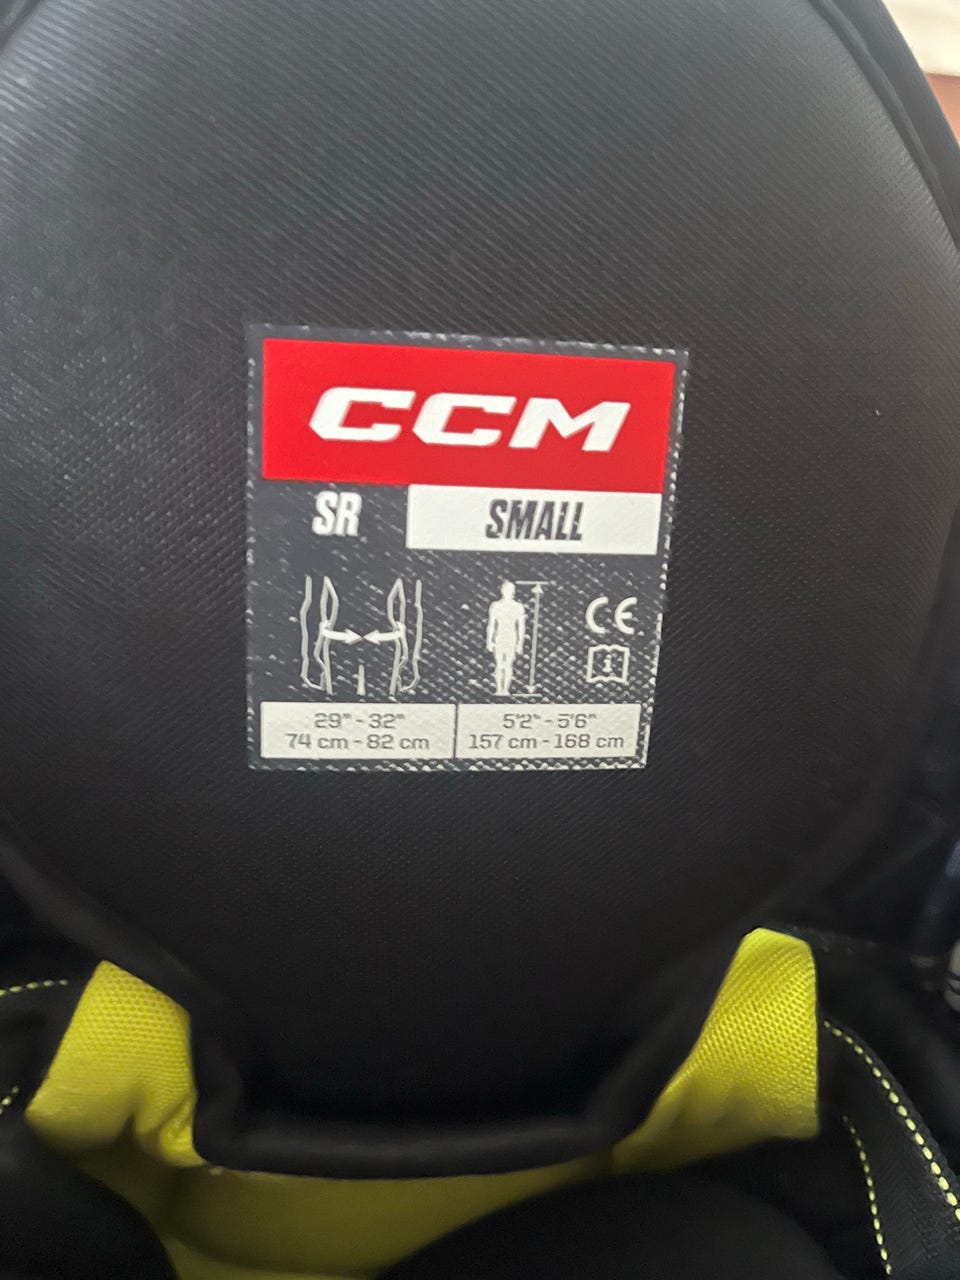 CCM
SR SMALL
CE
i
29" - 32" 5'2" - 5'6"
74 cm - 82 cm 157 cm - 168 cm